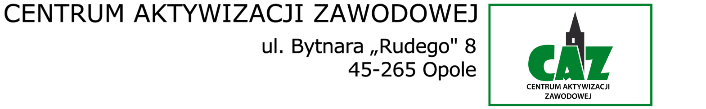 CENTRUM AKTYWIZACJI ZAWODOWEJ
ul. Bytnara „Rudego" 8
45-265 Opole
CAZ
CENTRUM AKTYWIZACJI
ZAWODOWEJ